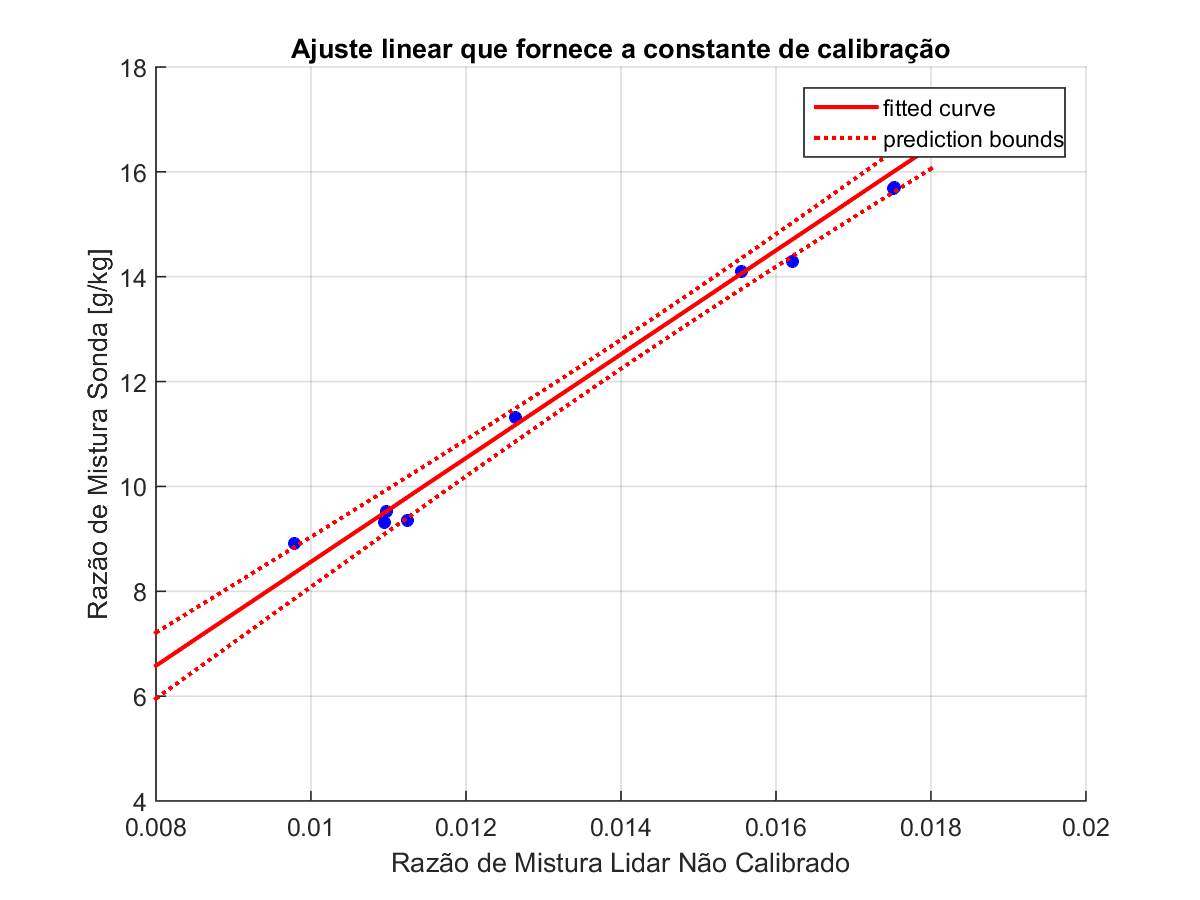 Ajuste linear que fornece a constante de calibração
18
16
14
12
10
8
6
4
Razão de Mistura Sonda [g/kg]
fitted curve
prediction bounds
0.008 0.01 0.012 0.014 0.016 0.018 0.02
Razão de Mistura Lidar Não Calibrado